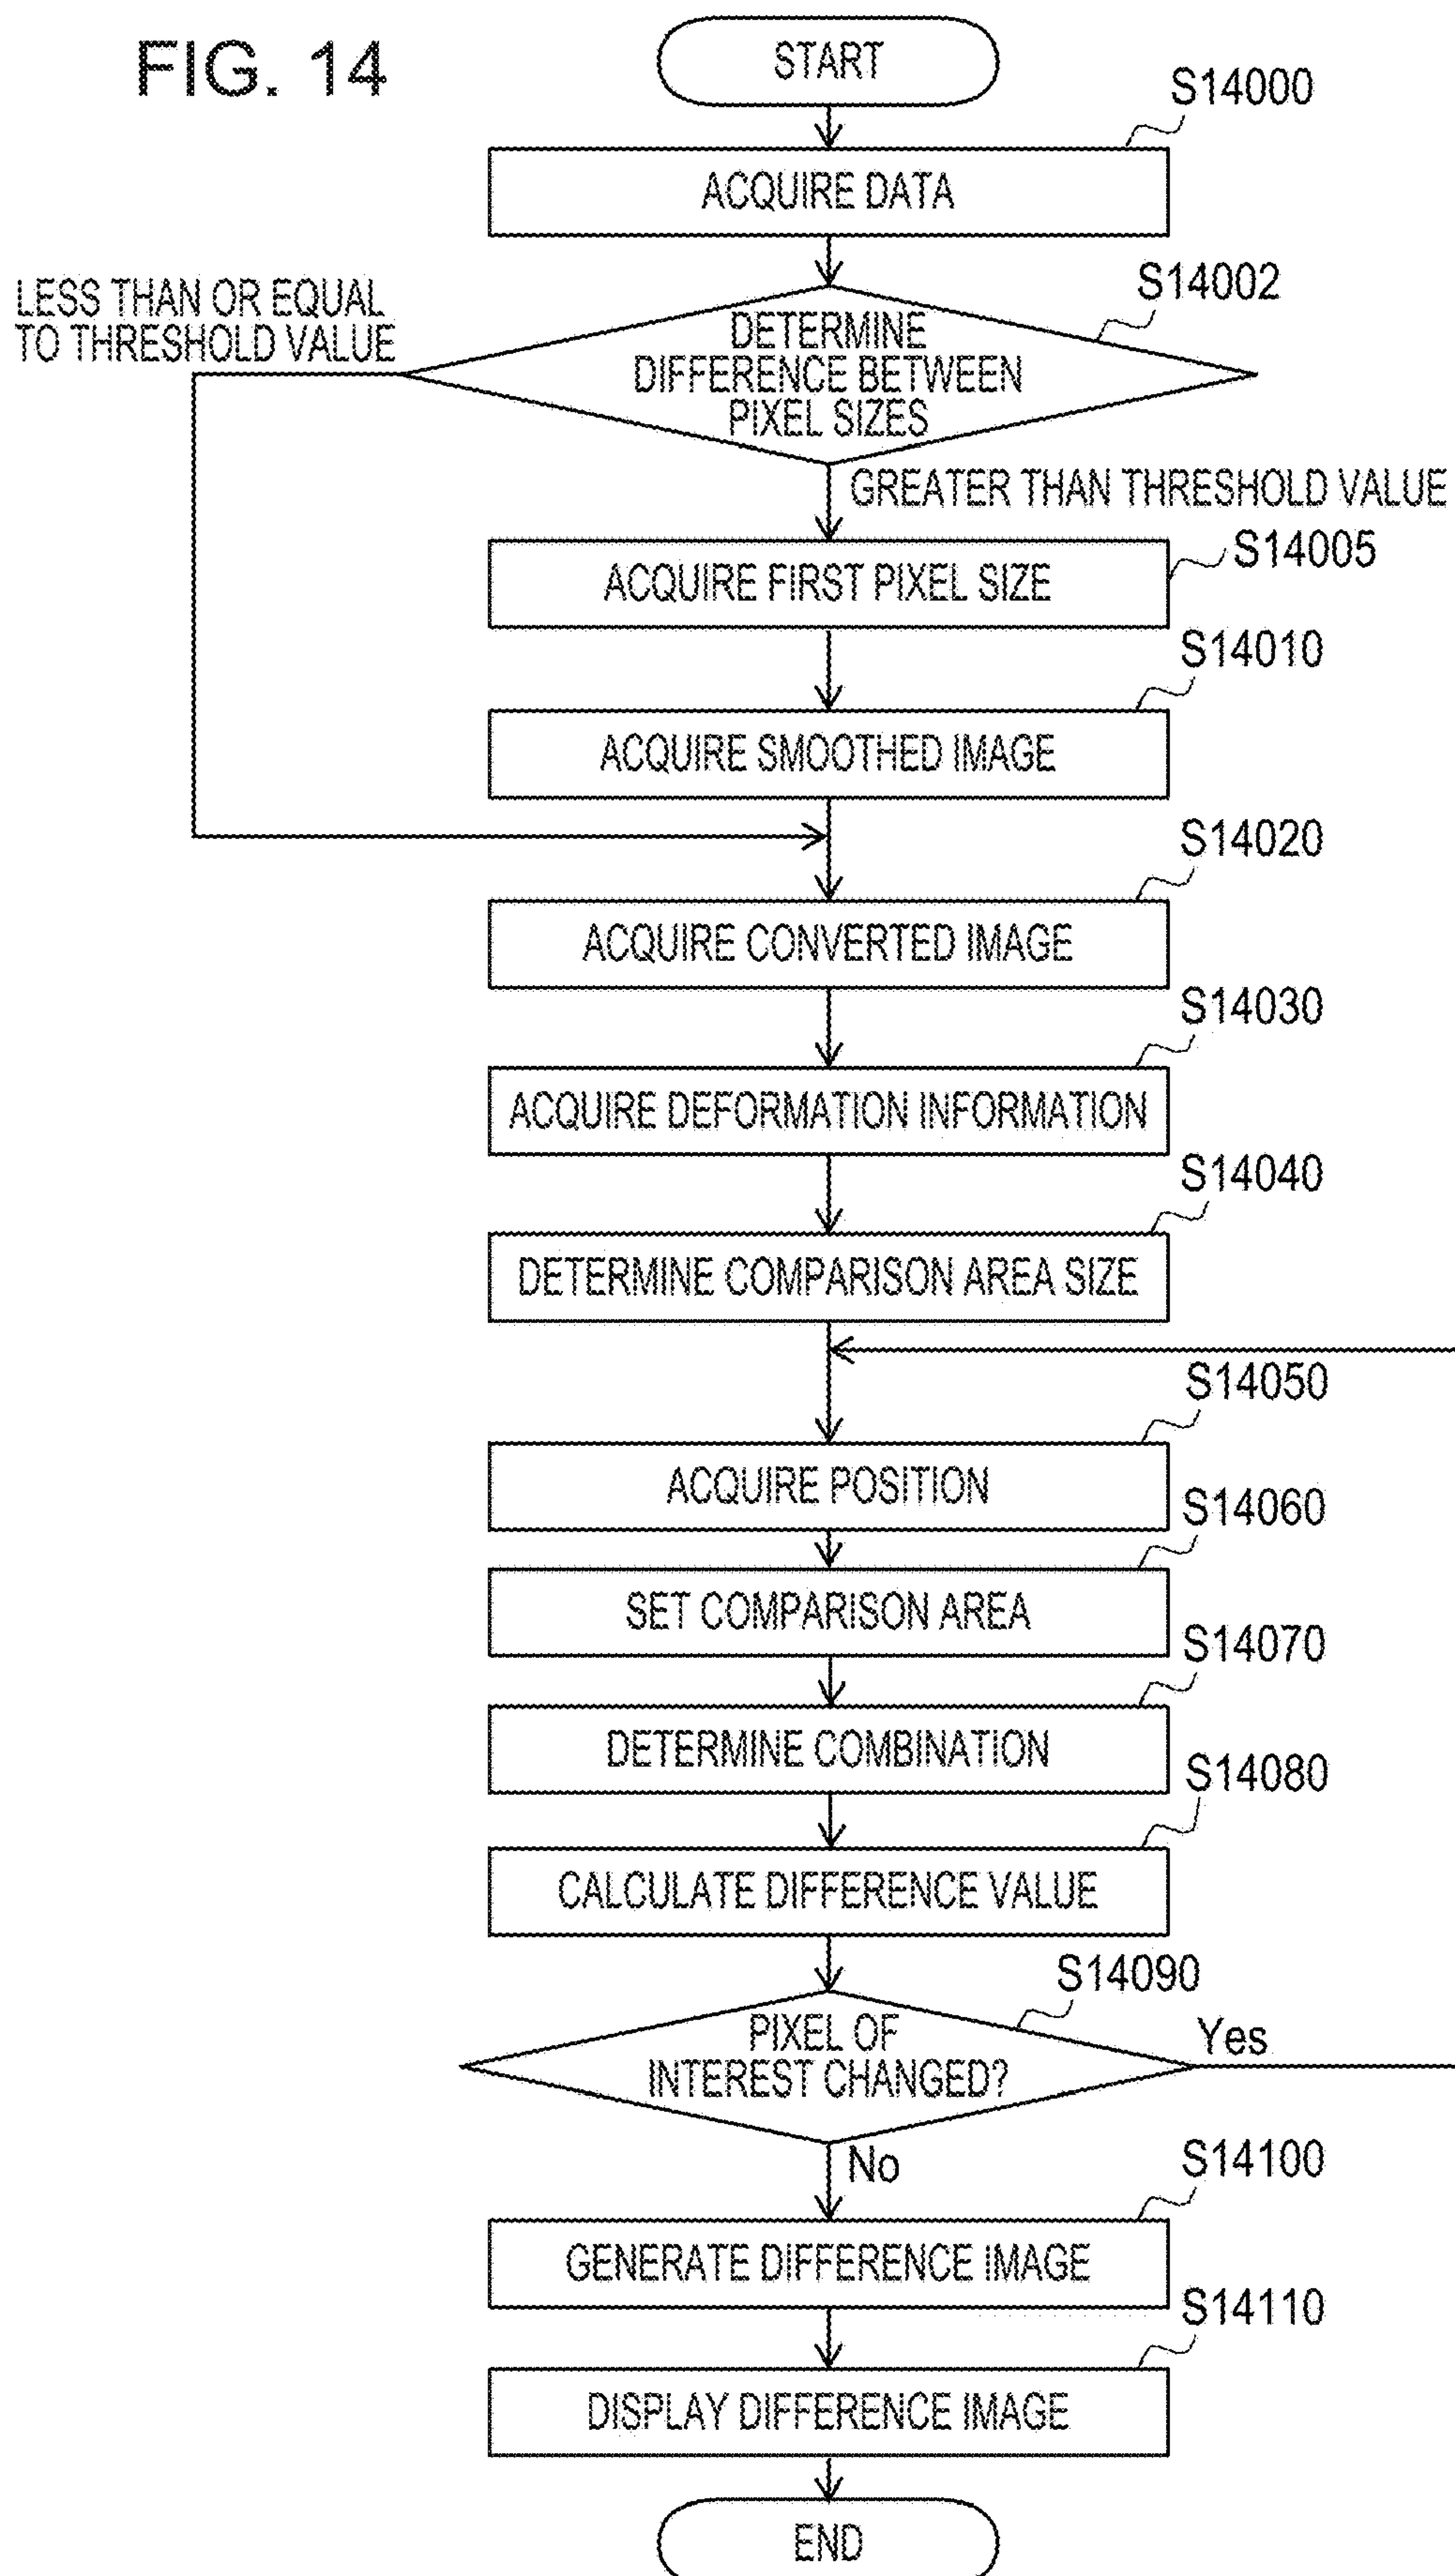 FIG. 14
START
S14000
ACQUIRE DATA
S14002
LESS THAN OR EQUAL
TO THRESHOLD VALUE
DETERMINE
DIFFERENCE BETWEEN
PIXEL SIZES
GREATER THAN THRESHOLD VALUE
S14005
ACQUIRE FIRST PIXEL SIZE
S14010
ACQUIRE SMOOTHED IMAGE
S14020
ACQUIRE CONVERTED IMAGE
S14030
ACQUIRE DEFORMATION INFORMATION
S14040
DETERMINE COMPARISON AREA SIZE
S14050
ACQUIRE POSITION
S14060
SET COMPARISON AREA
S14070
DETERMINE COMBINATION
S14080
CALCULATE DIFFERENCE VALUE
S14090
PIXEL OF
INTEREST CHANGED?
Yes
No
S14100
GENERATE DIFFERENCE IMAGE
S14110
DISPLAY DIFFERENCE IMAGE
END